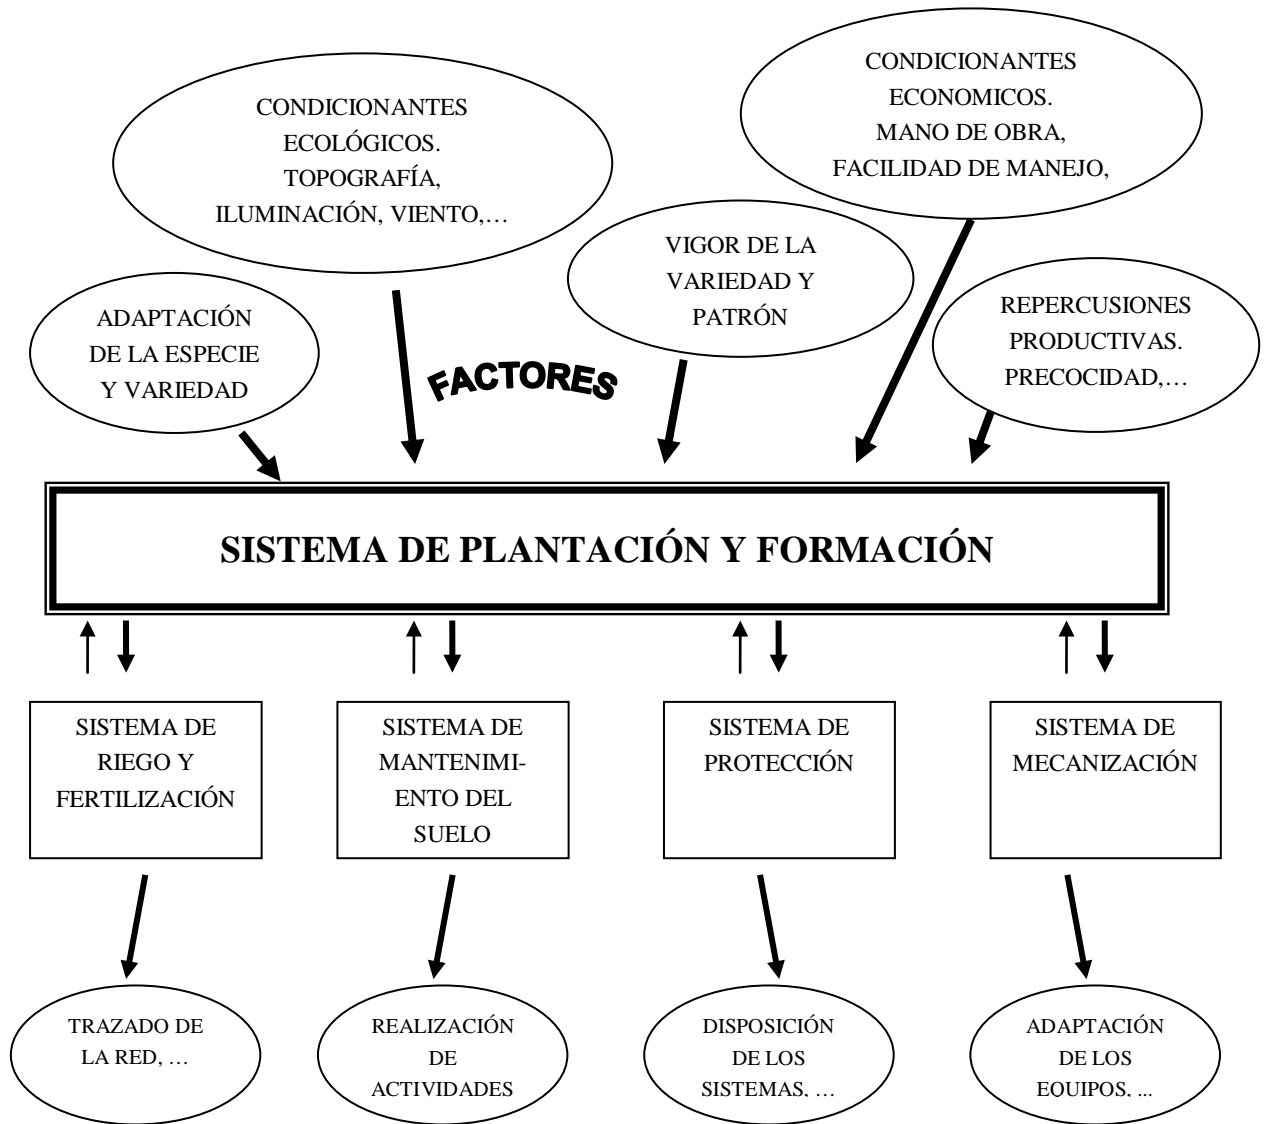 CONDICIONANTES
ECOLÓGICOS.
TOPOGRAFÍA,
ILUMINACIÓN, VIENTO,…
CONDICIONANTES
ECONOMICOS.
MANO DE OBRA,
FACILIDAD DE MANEJO,
VIGOR DE LA
VARIEDAD Y
PATRÓN
ADAPTACIÓN
DE LA ESPECIE
Y VARIEDAD
REPERCUSIONES
PRODUCTIVAS.
PRECOCIDAD,…
FACTORES
SISTEMA DE PLANTACIÓN Y FORMACIÓN
SISTEMA DE
RIEGO Y
FERTILIZACIÓN
SISTEMA DE
MANTENIMI-
ENTO DEL
SUELO
SISTEMA DE
PROTECCIÓN
SISTEMA DE
MECANIZACIÓN
TRAZADO DE
LA RED, …
REALIZACIÓN
DE
ACTIVIDADES
DISPOSICIÓN
DE LOS
SISTEMAS, …
ADAPTACIÓN
DE LOS
EQUIPOS, ...